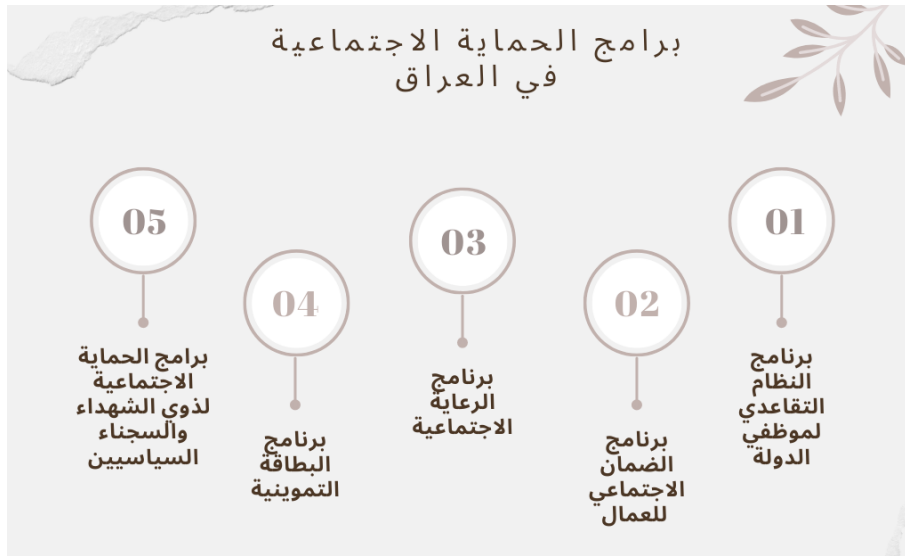 برامج الحماية الاجتماعية
في العراق
01
برنامج
النظام
التقاعدي
لموظفي
الدولة
02
برنامج
الضمان
الاجتماعي
للعمال
03
برنامج
الرعاية
الاجتماعية
04
برنامج
البطاقة
التموينية
05
برامج الحماية
الاجتماعية
لذوي الشهداء
والسجناء
السياسيين